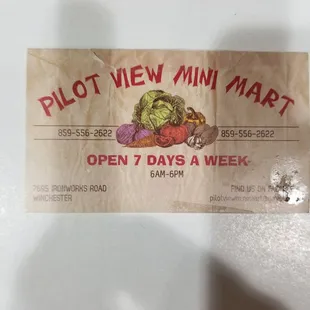 PILOT VIEW MINI MART
859-556-2622 859-556-2622
OPEN 7 DAYS A WEEK
6AM-6PM
IRONWORKS ROAD
WINCHESTER
FIND US ON